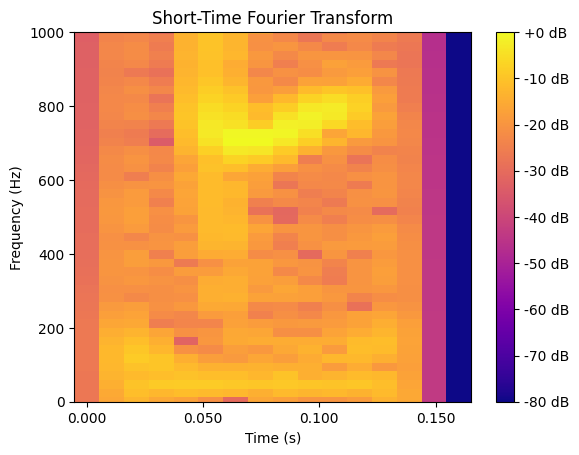 Short-Time Fourier Transform
1000
800
600
400
200
0
Frequency (Hz)
0.000
0.050
0.100
0.150
Time (s)
+0 dB
-10 dB
-20 dB
-30 dB
-40 dB
-50 dB
-60 dB
-70 dB
-80 dB